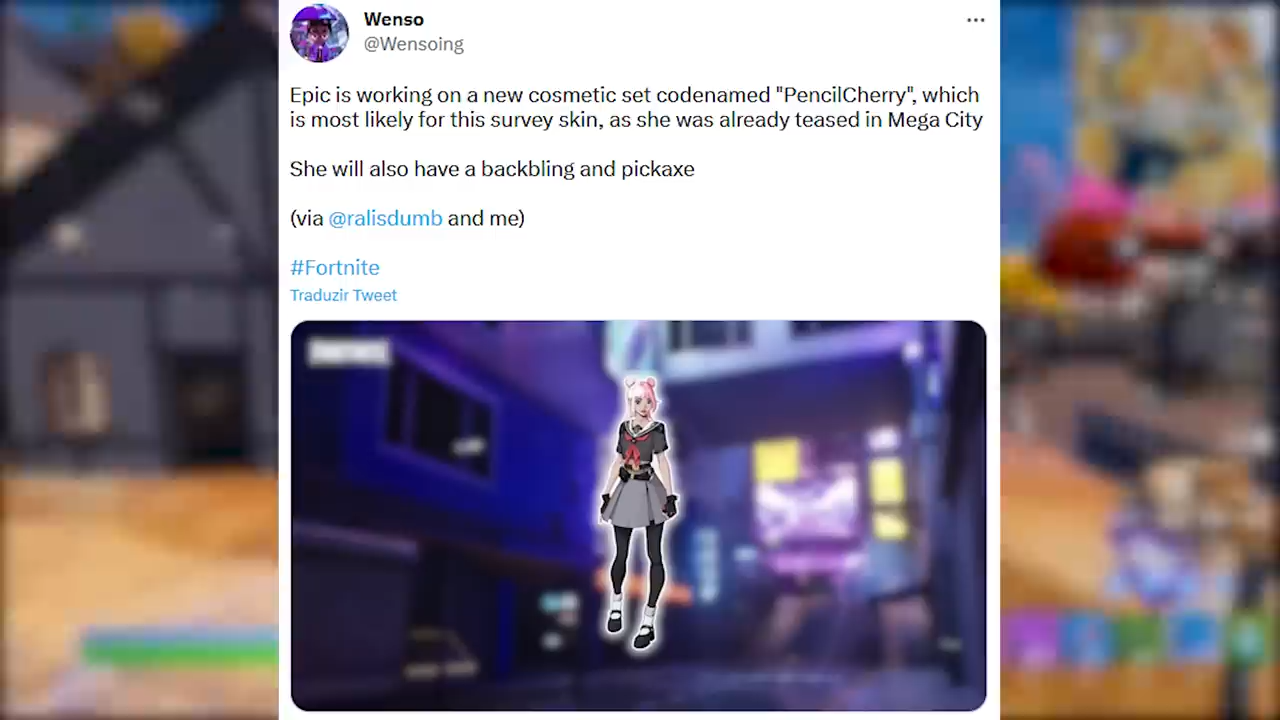 Wenso
@Wensoing
Epic is working on a new cosmetic set codenamed "PencilCherry", which
is most likely for this survey skin, as she was already teased in Mega City
She will also have a backbling and pickaxe
(via @ralisdumb and me)
#Fortnite
Traduzir Tweet